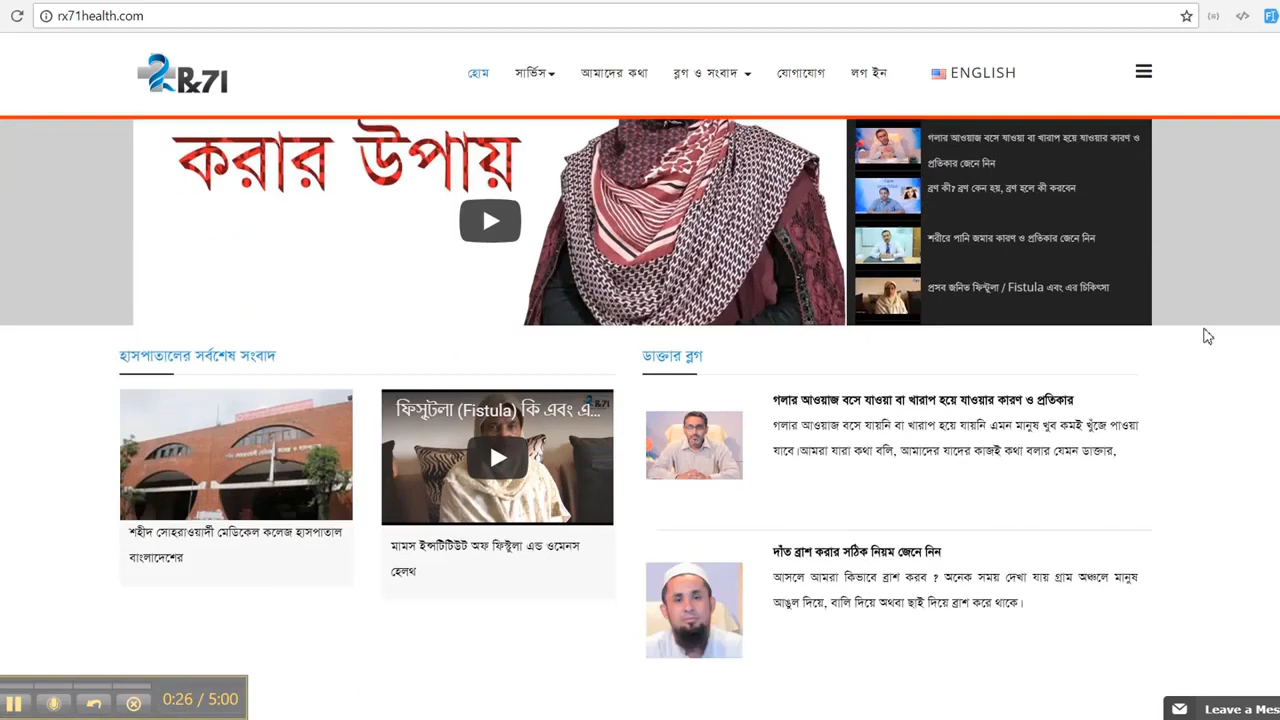 rx71health.com
Rx71
হোম
সার্ভিস
আমাদের কথা
ব্লগ ও সংবাদ
যোগাযোগ
লগ ইন
ENGLISH
করার উপায়
গলার আওয়াজ বসে যাওয়া বা খারাপ হয়ে যাওয়ার কারণ ও
প্রতিকার জেনে নিন
ব্রণ কী? ব্রণ কেন হয়, ব্রণ হলে কী করবেন
শরীরে পানি জমার কারণ ও প্রতিকার জেনে নিন
প্রসব জনিত ফিস্টুলা / Fistula এবং এর চিকিৎসা
হাসপাতালের সর্বশেষ সংবাদ
ফিস্টুলা (Fistula) কি এবং এ...
Rx71
শহীদ সোহরাওয়ার্দী মেডিকেল কলেজ হাসপাতাল
বাংলাদেশের
মামস ইন্সটিটিউট অফ ফিস্টুলা এন্ড ওমেনস
হেলথ
ডাক্তার ব্লগ
গলার আওয়াজ বসে যাওয়া বা খারাপ হয়ে যাওয়ার কারণ ও প্রতিকার
গলার আওয়াজ বসে যায়নি বা খারাপ হয়ে যায়নি এমন মানুষ খুব কমই খুঁজে পাওয়া
যাবে।আমরা যারা কথা বলি, আমাদের যাদের কাজই কথা বলার যেমন ডাক্তার,
দাঁত ব্রাশ করার সঠিক নিয়ম জেনে নিন
আসলে আমরা কিভাবে ব্রাশ করব ? অনেক সময় দেখা যায় গ্রাম অঞ্চলে মানুষ
আঙুল দিয়ে, বালি দিয়ে অথবা ছাই দিয়ে ব্রাশ করে থাকে।
0:26 / 5:00
Leave a Mes